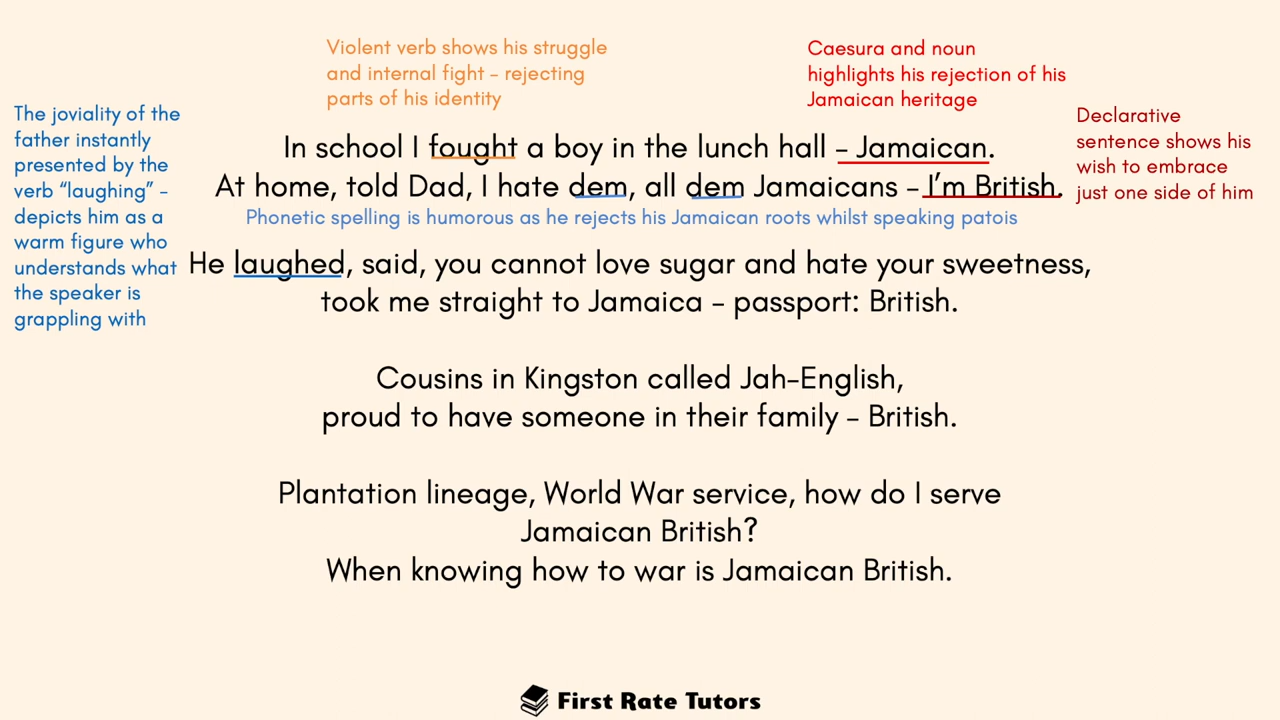 Violent verb shows his struggle
and internal fight – rejecting
parts of his identity
Caesura and noun
highlights his rejection of his
Jamaican heritage
The joviality of the
father instantly
presented by the
verb “laughing” –
depicts him as a
warm figure who
understands what
the speaker is
grappling with
Declarative
sentence shows his
wish to embrace
just one side of him
In school I fought a boy in the lunch hall – Jamaican.
At home, told Dad, I hate dem, all dem Jamaicans – I’m British.
Phonetic spelling is humorous as he rejects his Jamaican roots whilst speaking patois
He laughed, said, you cannot love sugar and hate your sweetness,
took me straight to Jamaica – passport: British.
Cousins in Kingston called Jah-English,
proud to have someone in their family – British.
Plantation lineage, World War service, how do I serve
Jamaican British?
When knowing how to war is Jamaican British.
First Rate Tutors